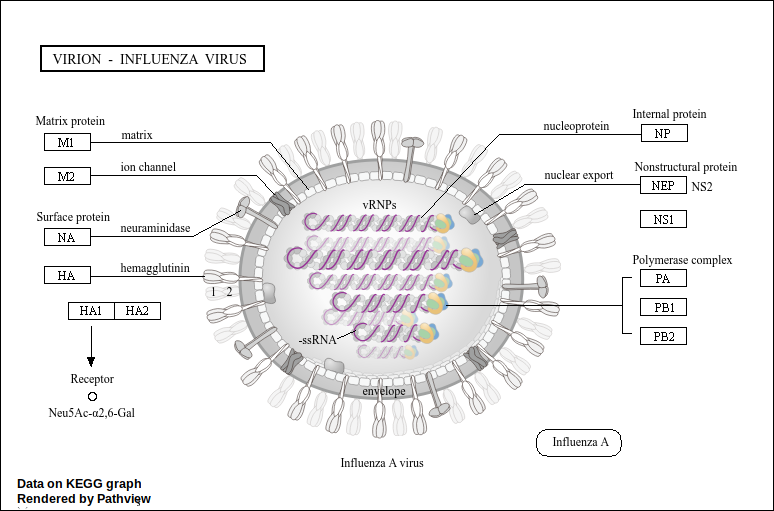 VIRION - INFLUENZA VIRUS
Matrix protein
M1
matrix
M2
ion channel
Surface protein
NA
neuraminidase
HA
hemagglutinin
1 2
HA1 HA2
Receptor
Neu5Ac-α2,6-Gal
vRNPs
-ssRNA
envelope
Influenza A virus
Internal protein
nucleoprotein
NP
Nonstructural protein
nuclear export
NEP NS2
NS1
Polymerase complex
PA
PB1
PB2
Influenza A
Data on KEGG graph
Rendered by Pathview